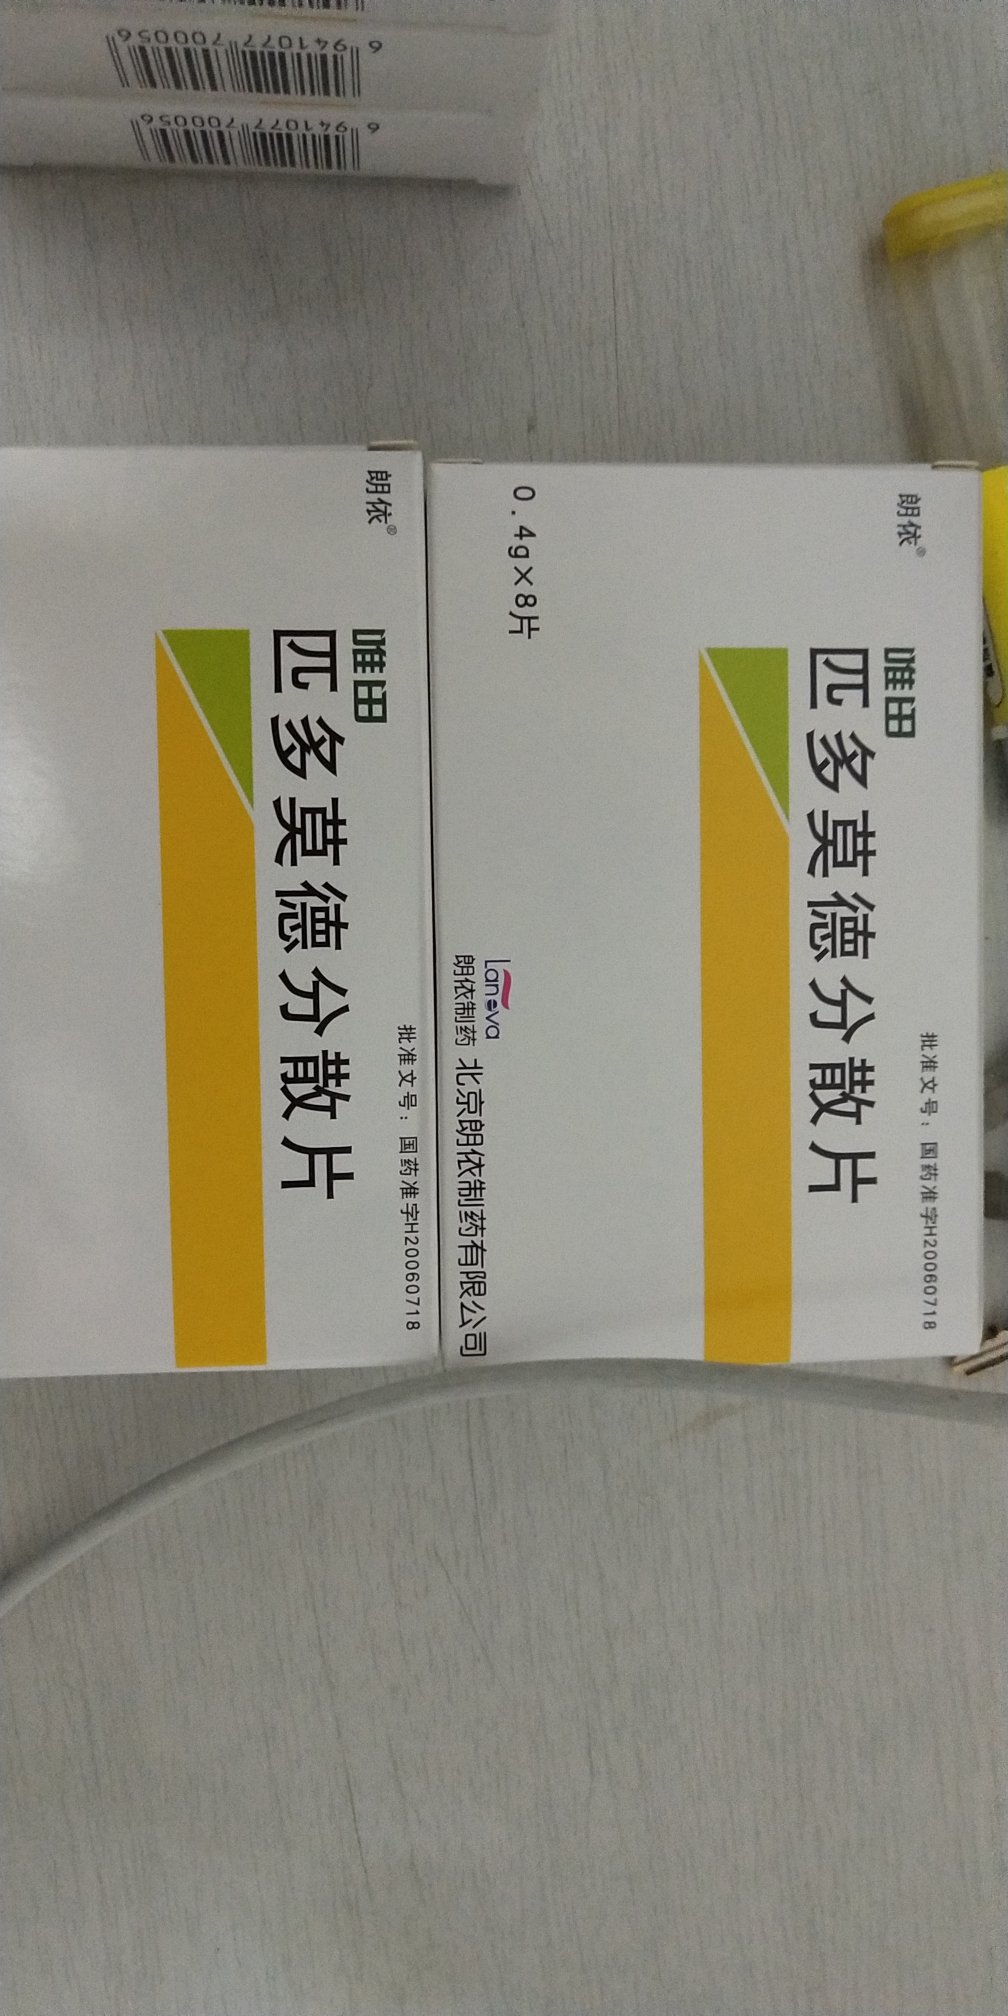 6 941077 700056
6 941077 700056
朗依®
唯田
匹多莫德分散片
批准文号：国药准字H20060718
0.4g×8片
Lanova
朗依制药 北京朗依制药有限公司
朗依®
唯田
匹多莫德分散片
批准文号：国药准字H20060718